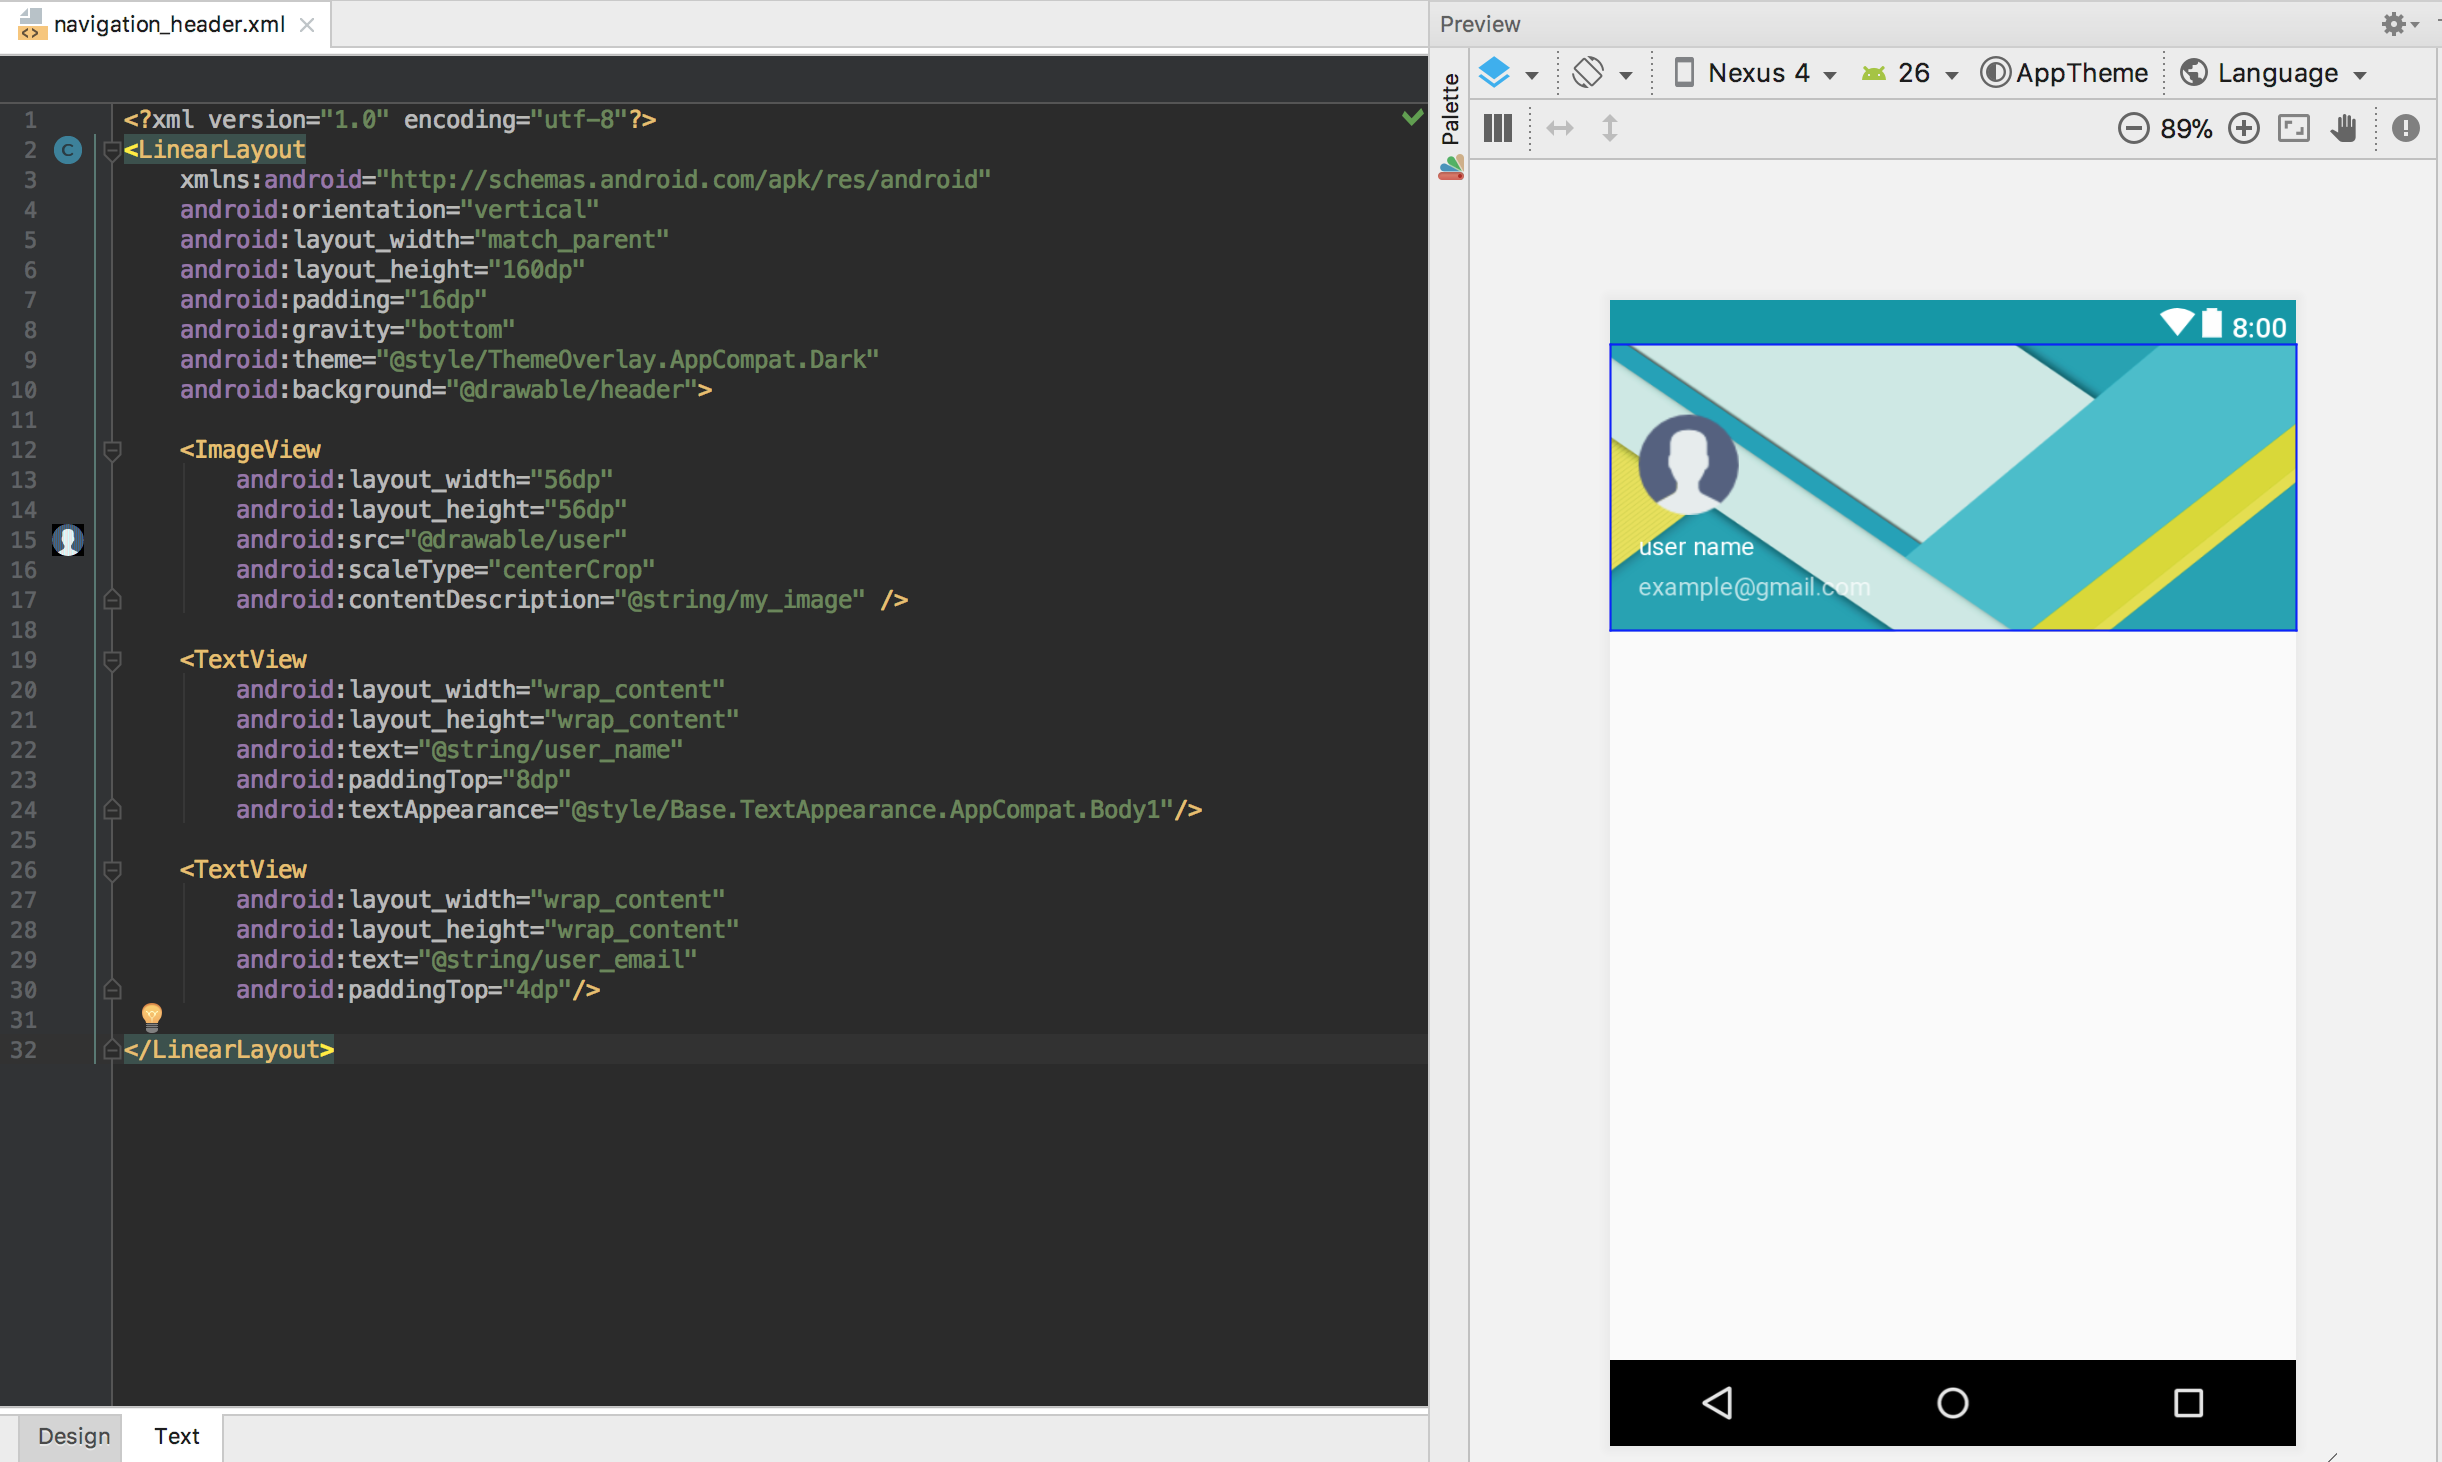 navigation_header.xml
Preview
Nexus 4
26
AppTheme
Language
Palette
89%
1 <?xml version="1.0" encoding="utf-8"?>
2 C <LinearLayout
3 xmlns:android="http://schemas.android.com/apk/res/android"
4 android:orientation="vertical"
5 android:layout_width="match_parent"
6 android:layout_height="160dp"
7 android:padding="16dp"
8 android:gravity="bottom"
9 android:theme="@style/ThemeOverlay.AppCompat.Dark"
10 android:background="@drawable/header">
11
12 <ImageView
13 android:layout_width="56dp"
14 android:layout_height="56dp"
15 android:src="@drawable/user"
16 android:scaleType="centerCrop"
17 android:contentDescription="@string/my_image" />
18
19 <TextView
20 android:layout_width="wrap_content"
21 android:layout_height="wrap_content"
22 android:text="@string/user_name"
23 android:paddingTop="8dp"
24 android:textAppearance="@style/Base.TextAppearance.AppCompat.Body1"/>
25
26 <TextView
27 android:layout_width="wrap_content"
28 android:layout_height="wrap_content"
29 android:text="@string/user_email"
30 android:paddingTop="4dp"/>
31
32 </LinearLayout>
Design
Text
8:00
user name
example@gmail.com